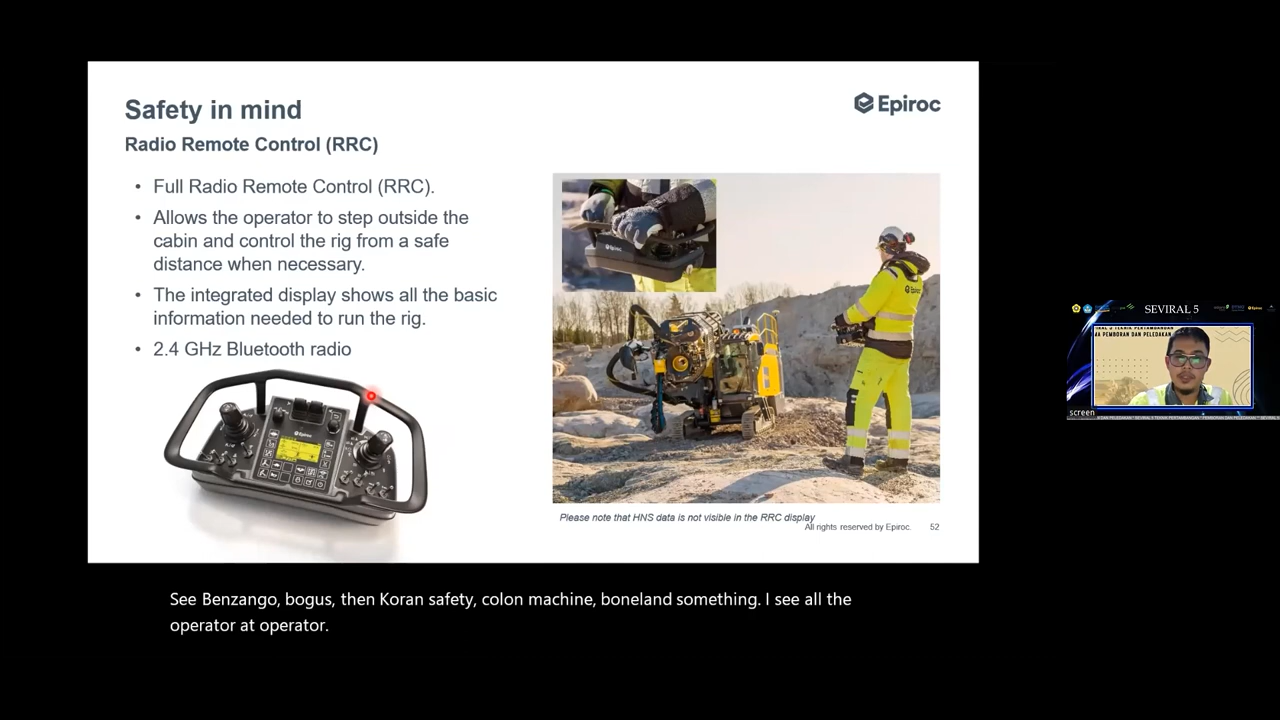 Safety in mind
Epiroc
Radio Remote Control (RRC)
• Full Radio Remote Control (RRC).
• Allows the operator to step outside the
cabin and control the rig from a safe
distance when necessary.
• The integrated display shows all the basic
information needed to run the rig.
• 2.4 GHz Bluetooth radio
Epiroc
Epiroc
Epiroc
Please note that HNS data is not visible in the RRC display
All rights reserved by Epiroc.
52
SEVIRAL 5
screen
See Benzango, bogus, then Koran safety, colon machine, boneland something. I see all the
operator at operator.